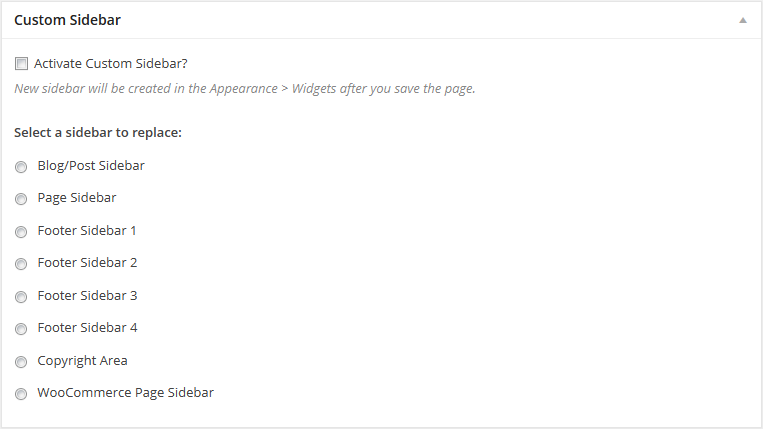 Custom Sidebar
Activate Custom Sidebar?
New sidebar will be created in the Appearance > Widgets after you save the page.
Select a sidebar to replace:
Blog/Post Sidebar
Page Sidebar
Footer Sidebar 1
Footer Sidebar 2
Footer Sidebar 3
Footer Sidebar 4
Copyright Area
WooCommerce Page Sidebar